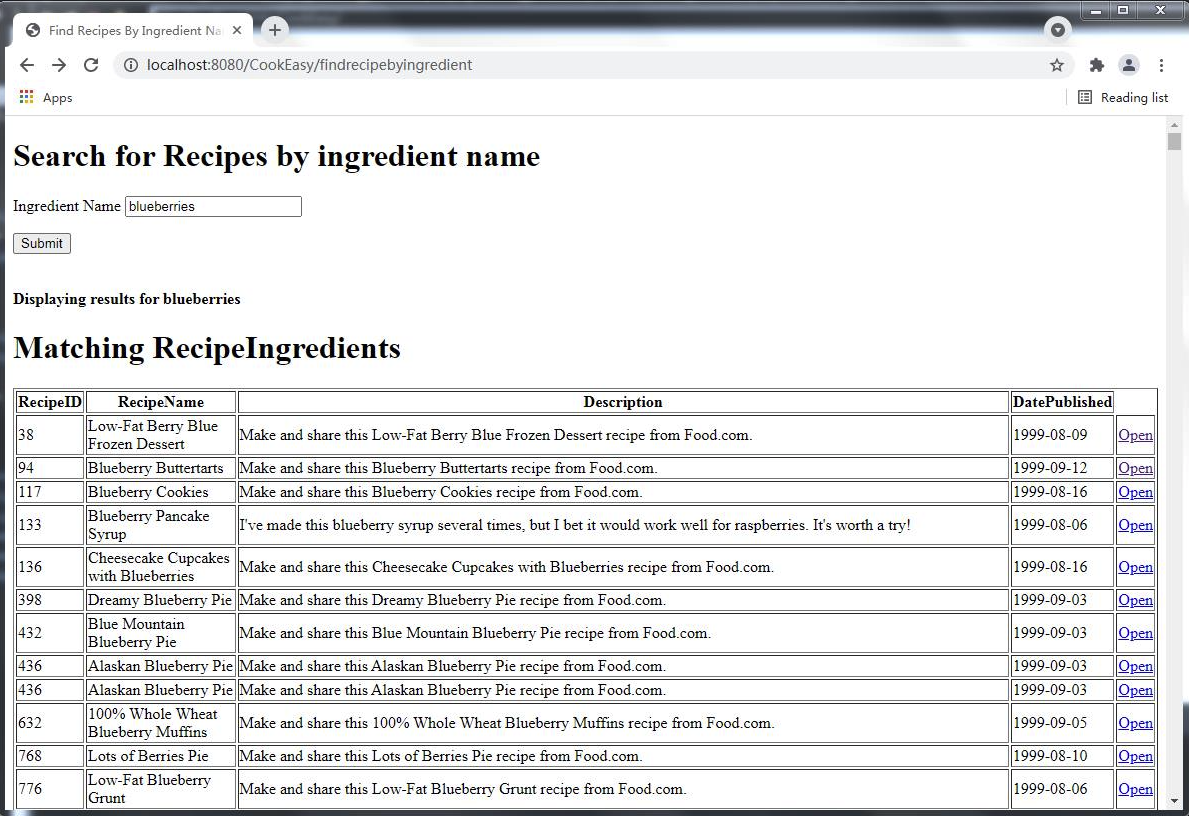 Find Recipes By Ingredient Na
localhost:8080/CookEasy/findrecipebyingredient
Apps
Reading list
Search for Recipes by ingredient name
Ingredient Name blueberries
Submit
Displaying results for blueberries
Matching RecipeIngredients
RecipeID RecipeName Description DatePublished
38 Low-Fat Berry Blue Frozen Dessert Make and share this Low-Fat Berry Blue Frozen Dessert recipe from Food.com. 1999-08-09 Open
94 Blueberry Buttertarts Make and share this Blueberry Buttertarts recipe from Food.com. 1999-09-12 Open
117 Blueberry Cookies Make and share this Blueberry Cookies recipe from Food.com. 1999-08-16 Open
133 Blueberry Pancake Syrup I've made this blueberry syrup several times, but I bet it would work well for raspberries. It's worth a try! 1999-08-06 Open
136 Cheesecake Cupcakes with Blueberries Make and share this Cheesecake Cupcakes with Blueberries recipe from Food.com. 1999-08-16 Open
398 Dreamy Blueberry Pie Make and share this Dreamy Blueberry Pie recipe from Food.com. 1999-09-03 Open
432 Blue Mountain Blueberry Pie Make and share this Blue Mountain Blueberry Pie recipe from Food.com. 1999-09-03 Open
436 Alaskan Blueberry Pie Make and share this Alaskan Blueberry Pie recipe from Food.com. 1999-09-03 Open
436 Alaskan Blueberry Pie Make and share this Alaskan Blueberry Pie recipe from Food.com. 1999-09-03 Open
632 100% Whole Wheat Blueberry Muffins Make and share this 100% Whole Wheat Blueberry Muffins recipe from Food.com. 1999-09-05 Open
768 Lots of Berries Pie Make and share this Lots of Berries Pie recipe from Food.com. 1999-08-10 Open
776 Low-Fat Blueberry Grunt Make and share this Low-Fat Blueberry Grunt recipe from Food.com. 1999-08-06 Open